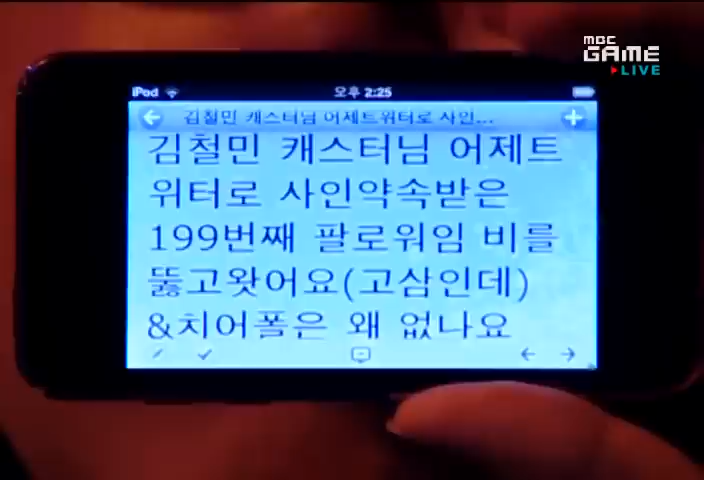 mbc
GAME
LIVE
iPod
오후 2:25
김철민 캐스터님 어제트위터로 사인...
김철민 캐스터님 어제트
위터로 사인약속받은
199번째 팔로워임 비를
뚫고왓어요(고삼인데)
&치어폴은 왜 없나요